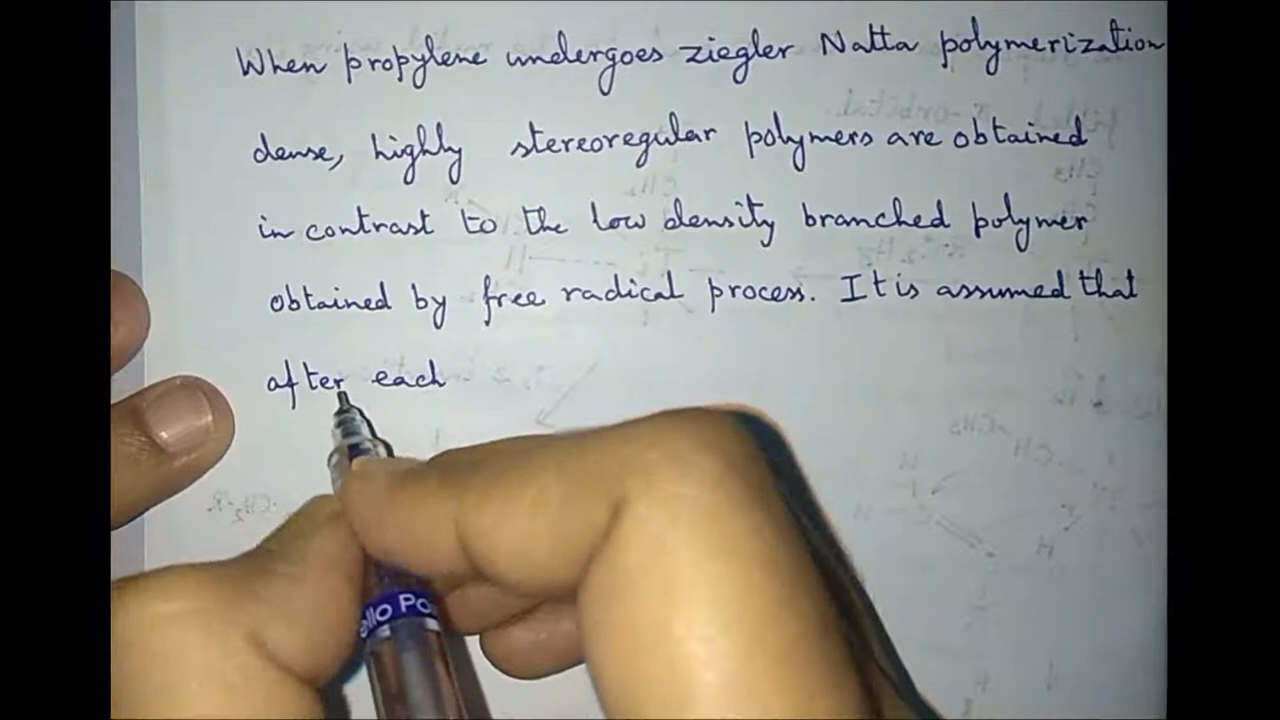 When propylene undergoes ziegler Natta polymerization
dense, highly stereoregular polymers are obtained
in contrast to the low density branched polymer
obtained by free radical process. It is assumed that
after each